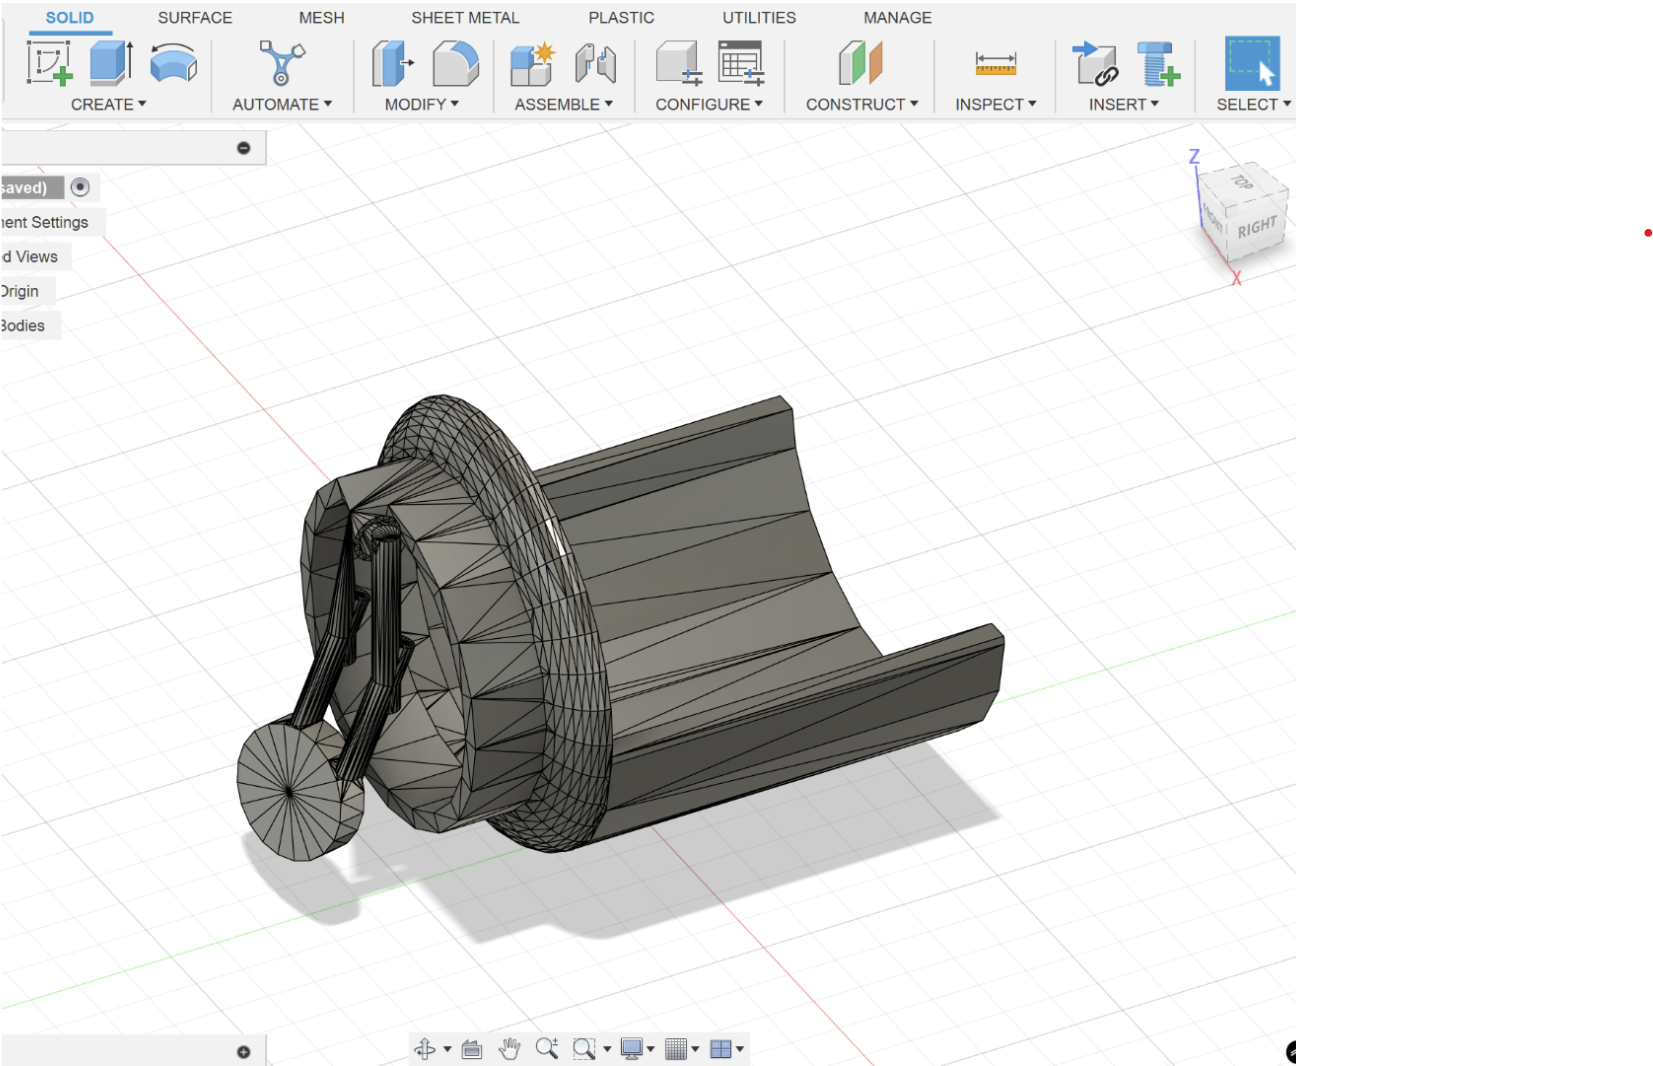 SOLID SURFACE MESH SHEET METAL PLASTIC UTILITIES MANAGE
CREATE AUTOMATE MODIFY ASSEMBLE CONFIGURE CONSTRUCT INSPECT INSERT SELECT
saved)
ent Settings
d Views
Origin
Bodies
Z
TOP
FRONT
RIGHT
X